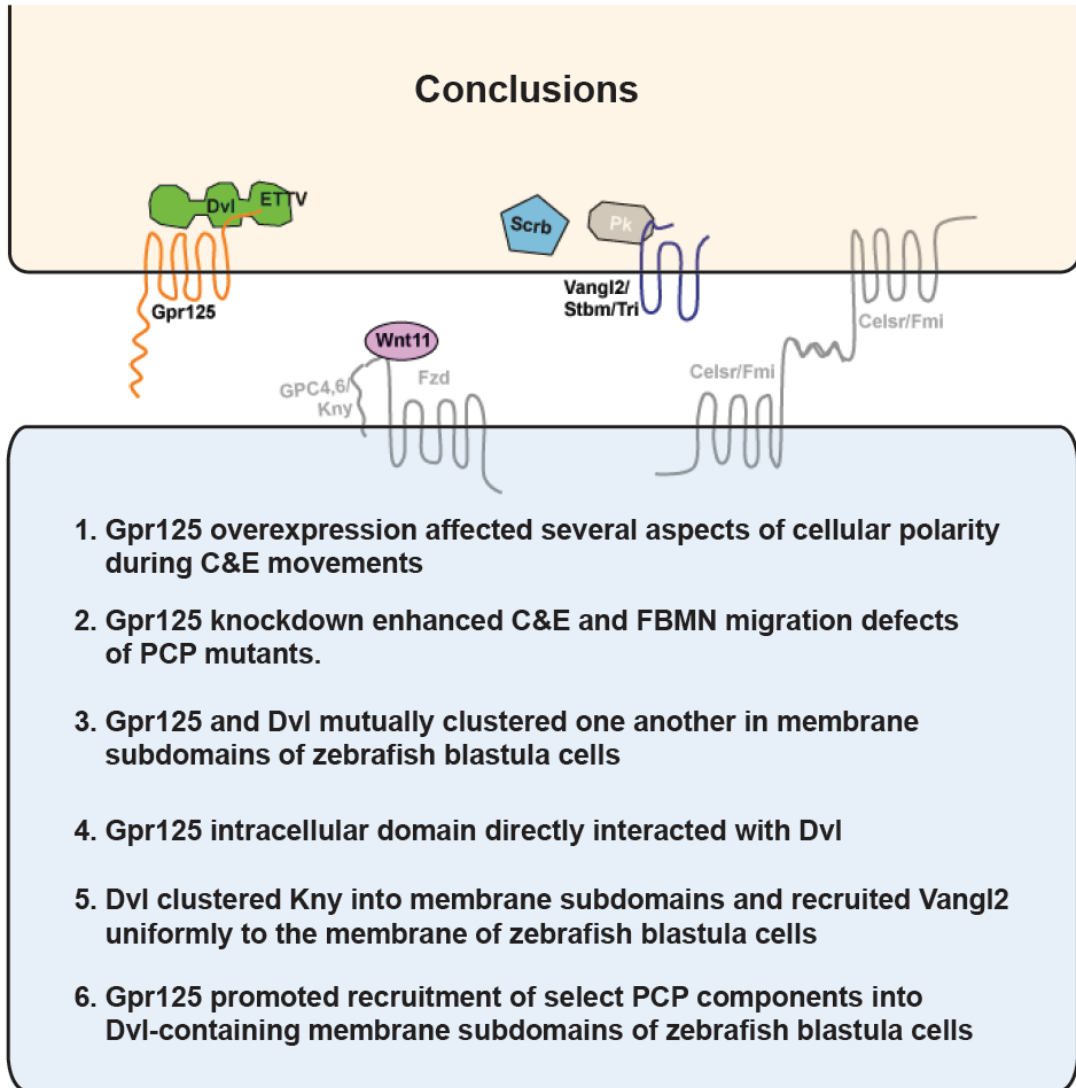 Conclusions
Dvl
ETTV
Scrb
Pk
Gpr125
Vangl2/
Stbm/Tri
Celsr/Fmi
Wnt11
GPC4,6/
Kny
Fzd
Celsr/Fmi
1. Gpr125 overexpression affected several aspects of cellular polarity
during C&E movements
2. Gpr125 knockdown enhanced C&E and FBMN migration defects
of PCP mutants.
3. Gpr125 and Dvl mutually clustered one another in membrane
subdomains of zebrafish blastula cells
4. Gpr125 intracellular domain directly interacted with Dvl
5. Dvl clustered Kny into membrane subdomains and recruited Vangl2
uniformly to the membrane of zebrafish blastula cells
6. Gpr125 promoted recruitment of select PCP components into
Dvl-containing membrane subdomains of zebrafish blastula cells